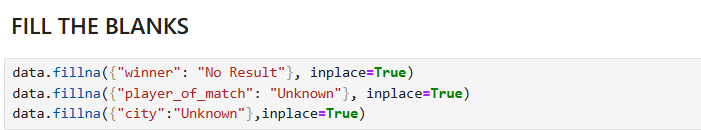 FILL THE BLANKS
data.fillna({"winner": "No Result"}, inplace=True)
data.fillna({"player_of_match": "Unknown"}, inplace=True)
data.fillna({"city":"Unknown"},inplace=True)